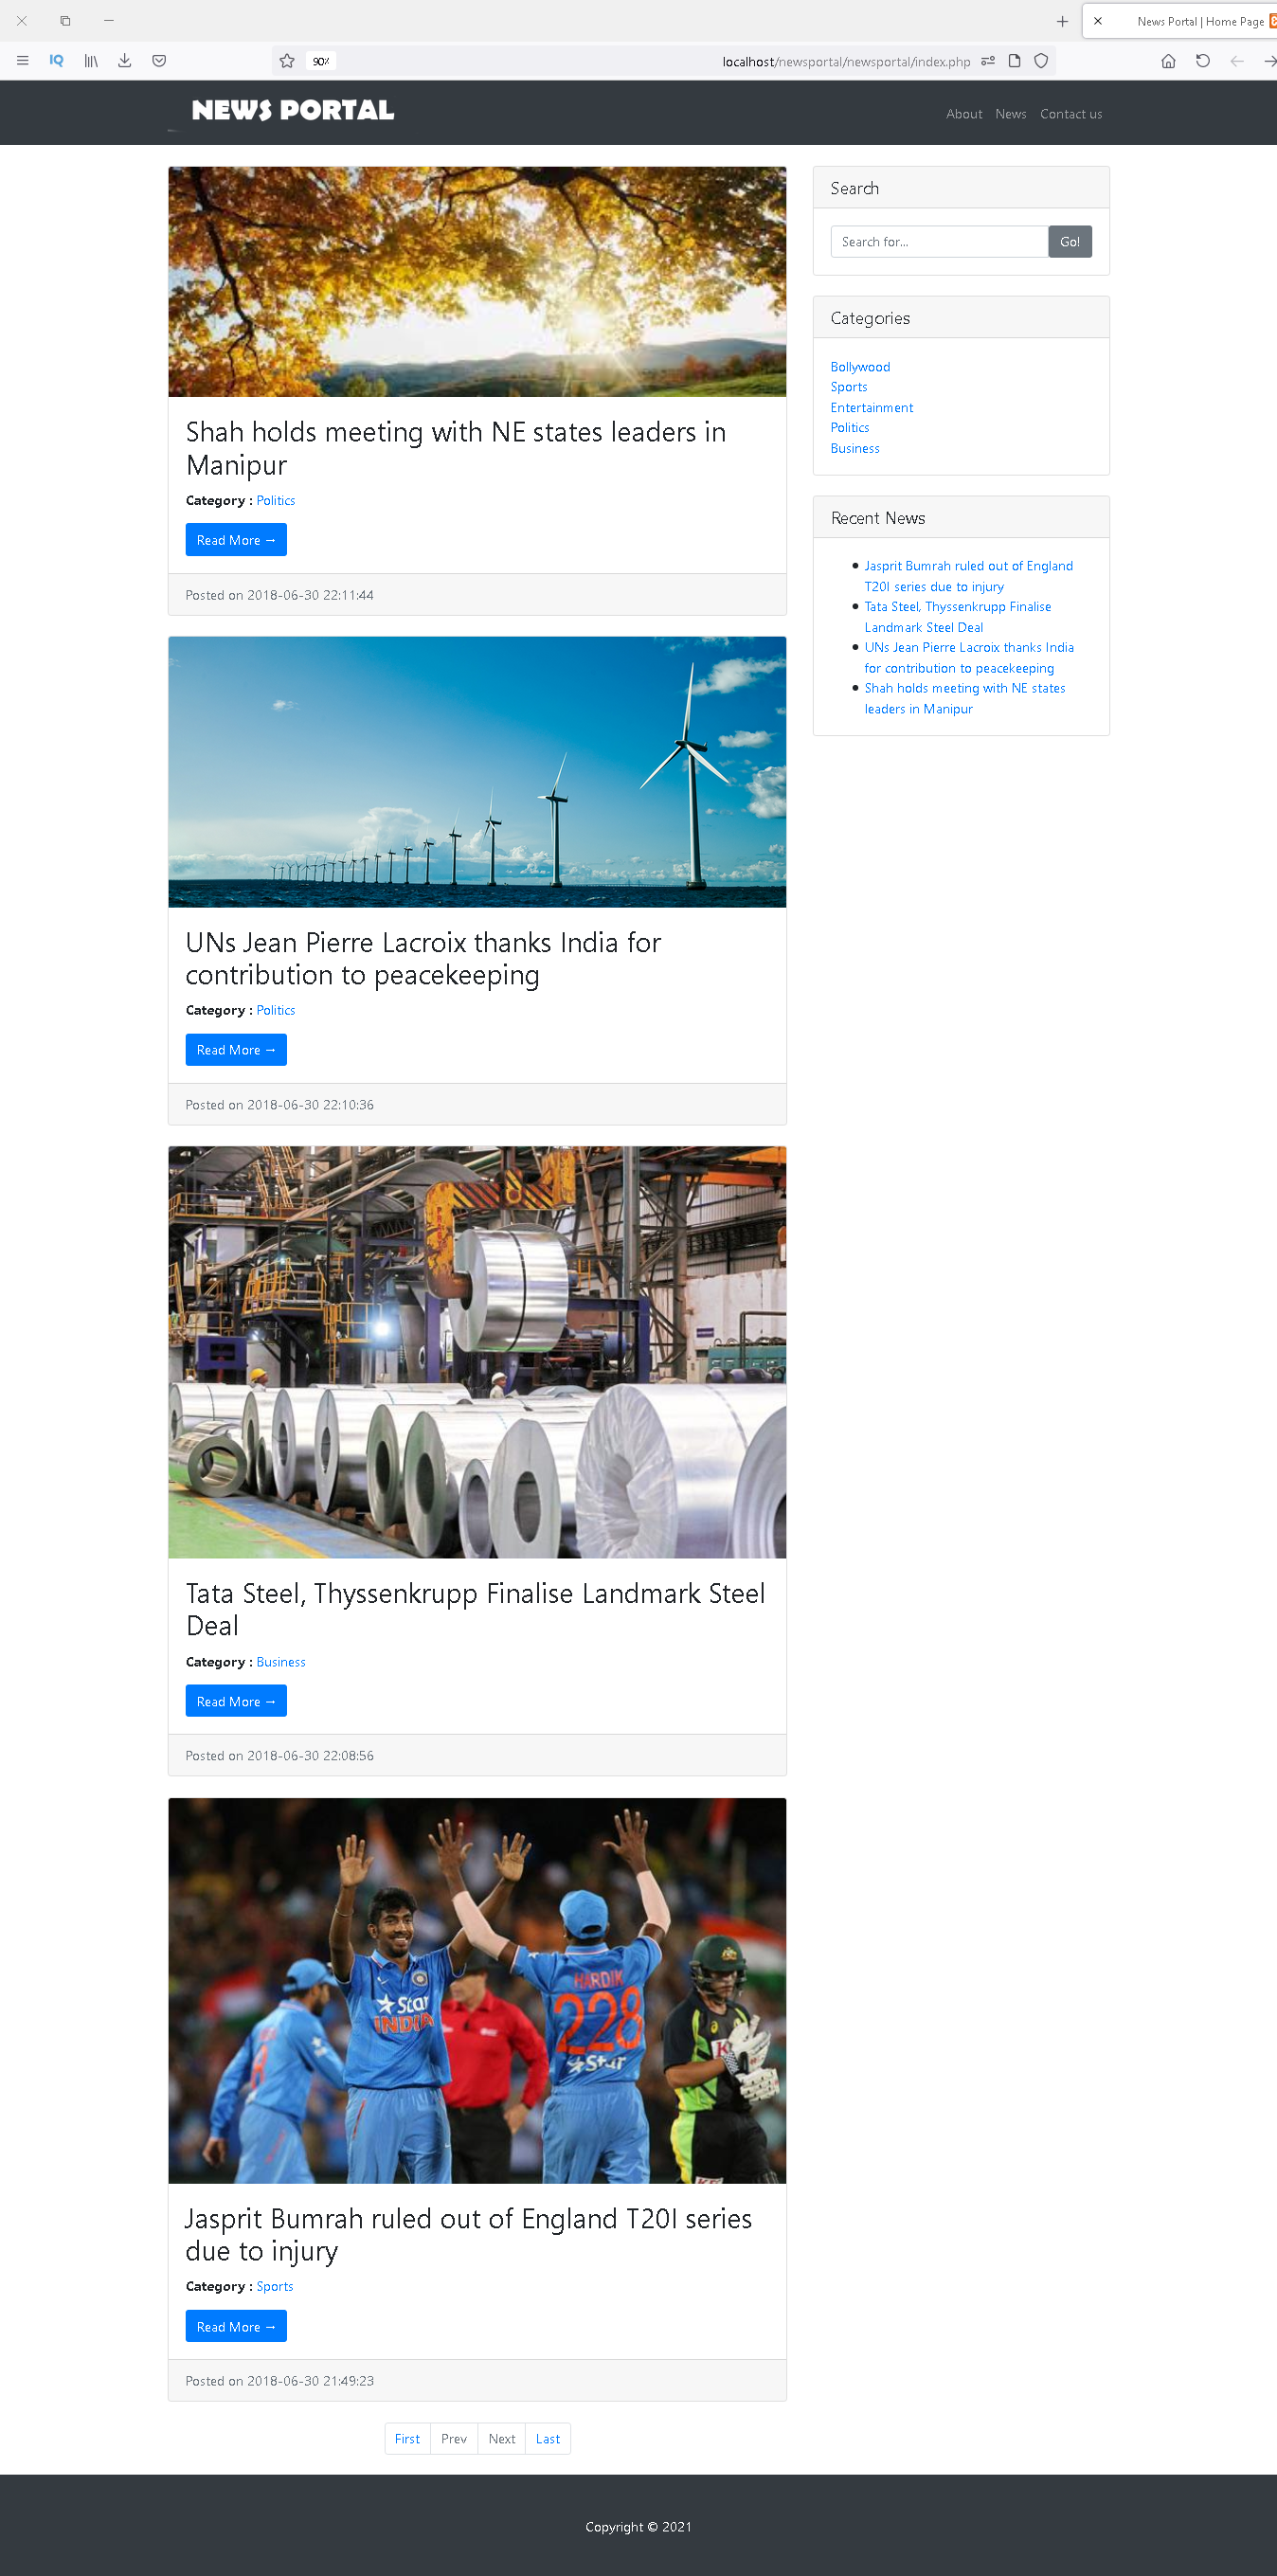 News Portal | Home Page
90%
localhost/newsportal/newsportal/index.php
NEWS PORTAL
About News Contact us
Shah holds meeting with NE states leaders in
Manipur
Category : Politics
Read More →
Posted on 2018-06-30 22:11:44
UNs Jean Pierre Lacroix thanks India for
contribution to peacekeeping
Category : Politics
Read More →
Posted on 2018-06-30 22:10:36
Tata Steel, Thyssenkrupp Finalise Landmark Steel
Deal
Category : Business
Read More →
Posted on 2018-06-30 22:08:56
Star
INDIA
HARDIK
228
Star
Jasprit Bumrah ruled out of England T20I series
due to injury
Category : Sports
Read More →
Posted on 2018-06-30 21:49:23
First Prev Next Last
Search
Search for...
Go!
Categories
Bollywood
Sports
Entertainment
Politics
Business
Recent News
Jasprit Bumrah ruled out of England
T20I series due to injury
Tata Steel, Thyssenkrupp Finalise
Landmark Steel Deal
UNs Jean Pierre Lacroix thanks India
for contribution to peacekeeping
Shah holds meeting with NE states
leaders in Manipur
Copyright © 2021